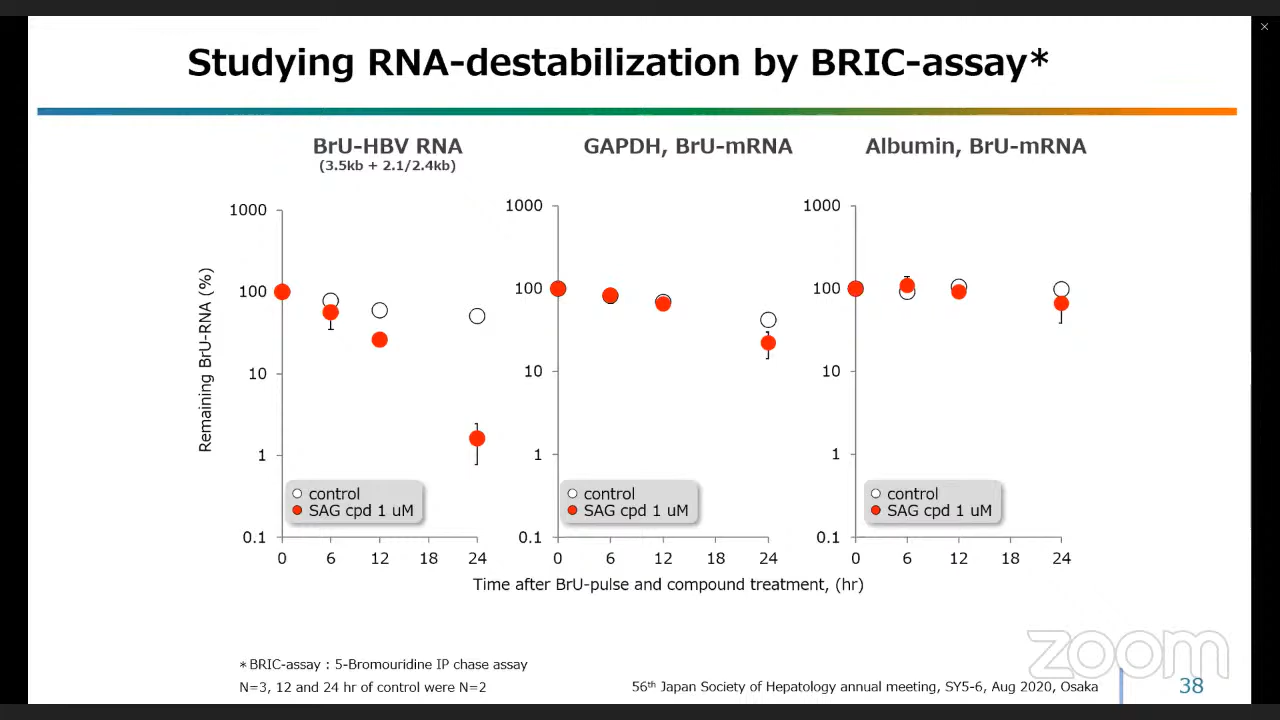 Studying RNA-destabilization by BRIC-assay*
BrU-HBV RNA
(3.5kb + 2.1/2.4kb)
GAPDH, BrU-mRNA
Albumin, BrU-mRNA
Remaining BrU-RNA (%)
1000
100
10
1
0.1
0 6 12 18 24
control
SAG cpd 1 uM
1000
100
10
1
0.1
0 6 12 18 24
control
SAG cpd 1 uM
1000
100
10
1
0.1
0 6 12 18 24
control
SAG cpd 1 uM
Time after BrU-pulse and compound treatment, (hr)
*BRIC-assay : 5-Bromouridine IP chase assay
N=3, 12 and 24 hr of control were N=2
56th Japan Society of Hepatology annual meeting, SY5-6, Aug 2020, Osaka
38
zoom